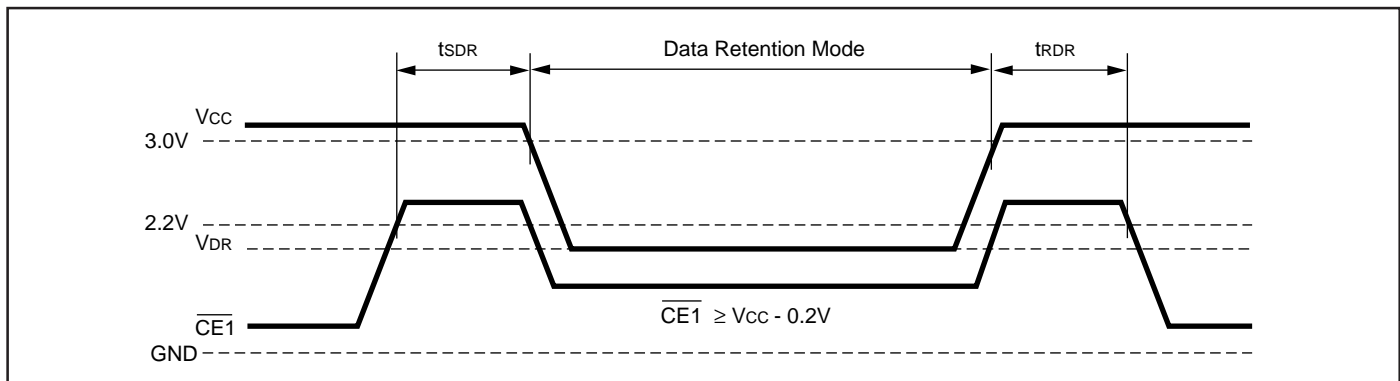 tSDR Data Retention Mode tRDR
VCC
3.0V
2.2V
VDR
CE1 ≥ VCC - 0.2V
CE1
GND